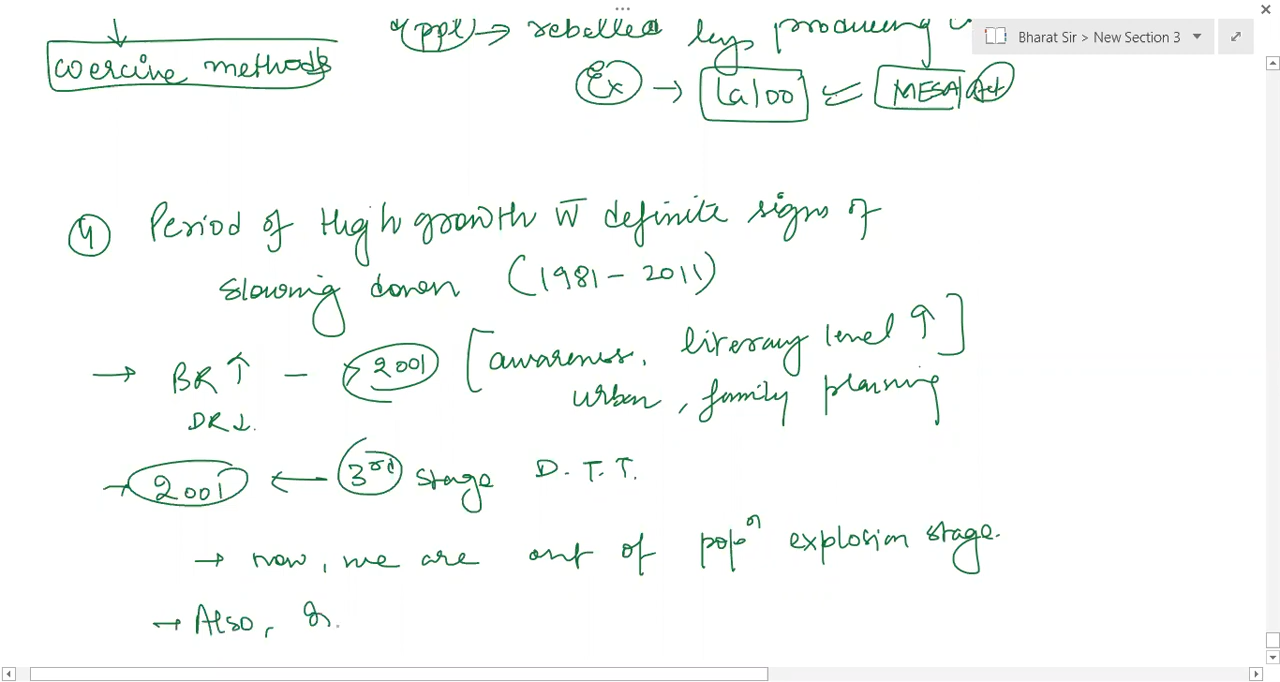 (ppl) → rebelled by producing
Bharat Sir > New Section 3
coercive methods
Ex → laloo MESA Act
4 Period of High growth w̅ definite signs of
slowing down (1981 - 2011)
→ BR↑ - 2001 [awareness, literacy level ↑]
urban, family planning
DR↓.
→ 2001 ← 3rd stage D.T.T.
→ now, we are out of popn explosion stage.
→ Also,